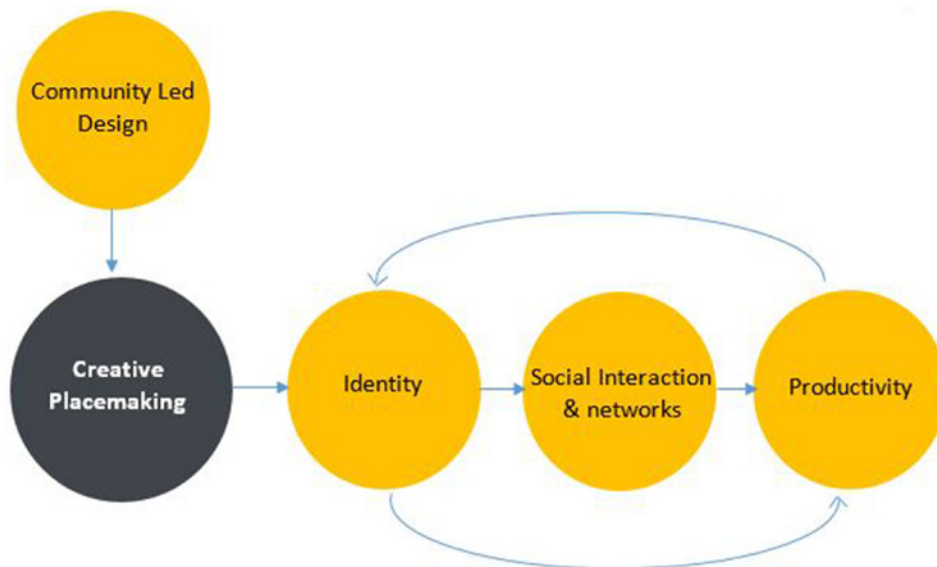 Community Led
Design
Creative
Placemaking
Identity
Social Interaction
& networks
Productivity